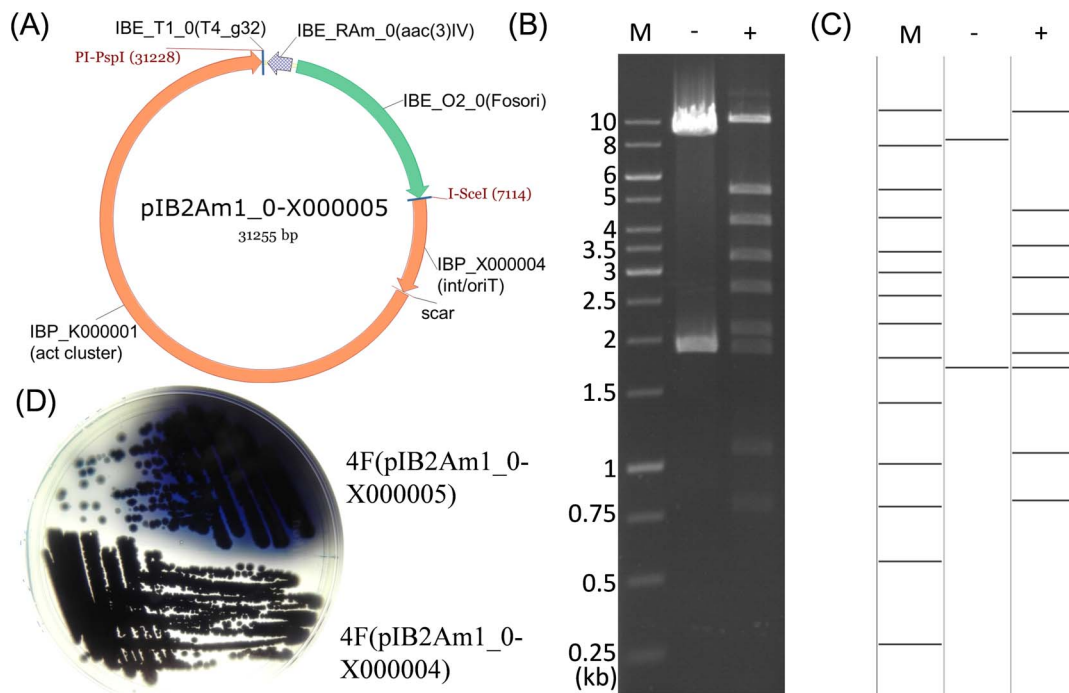 (A)
IBE_T1_0(T4_g32)
IBE_RAm_0(aac(3)IV)
PI-PspI (31228)
IBE_O2_0(Fosori)
pIB2Am1_0-X000005
31255 bp
I-SceI (7114)
IBP_X000004
(int/oriT)
scar
IBP_K000001
(act cluster)
(B)
M - +
10
8
6
5
4
3.5
3
2.5
2
1.5
1
0.75
0.5
0.25
(kb)
(C)
M - +
(D)
4F(pIB2Am1_0-
X000005)
4F(pIB2Am1_0-
X000004)